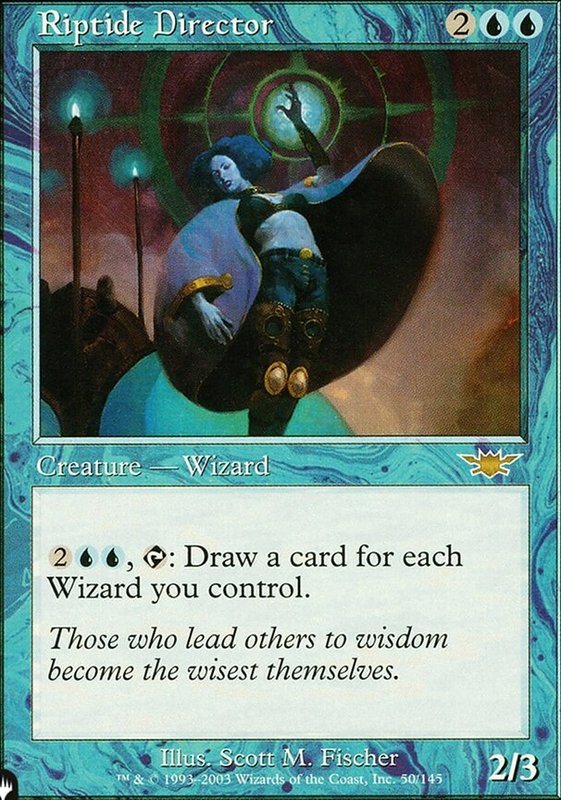 Riptide Director 2
Creature — Wizard
2, : Draw a card for each
Wizard you control.
Those who lead others to wisdom
become the wisest themselves.
Illus. Scott M. Fischer
™ & © 1993–2003 Wizards of the Coast, Inc. 50/145
2/3